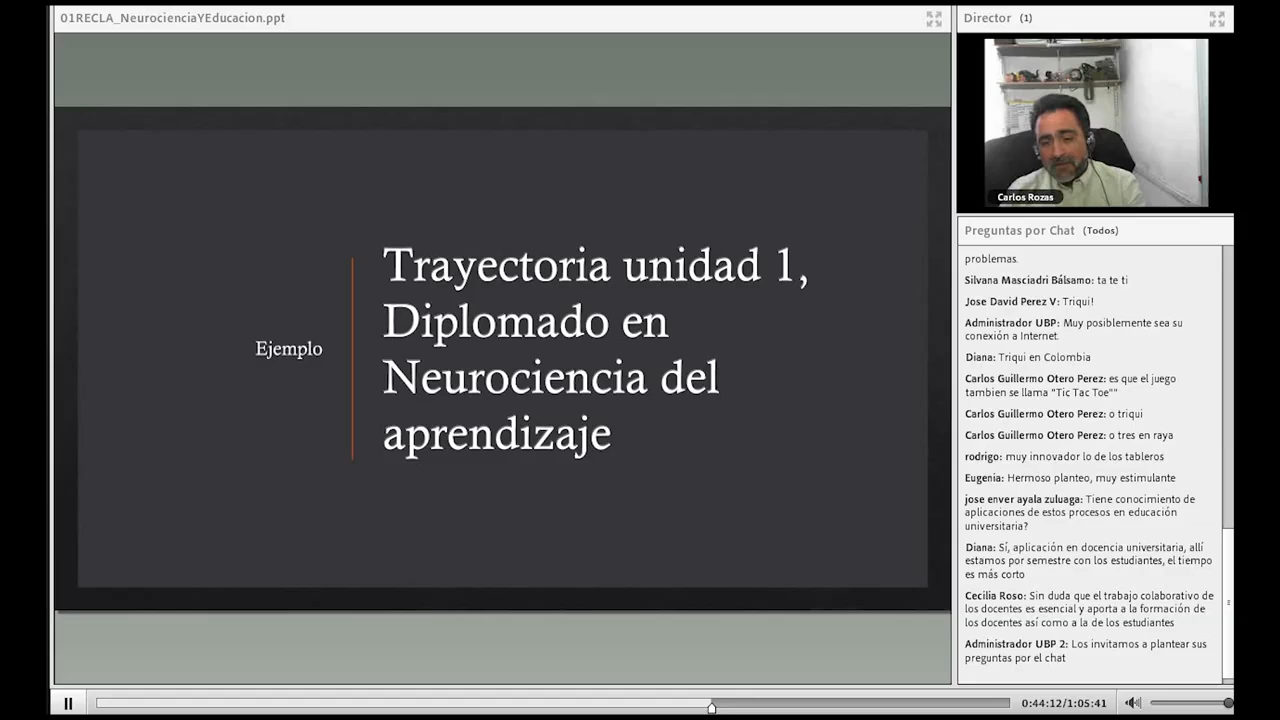 01RECLA_NeurocienciaYEducacion.ppt
Ejemplo
Trayectoria unidad 1,
Diplomado en
Neurociencia del
aprendizaje
Director (1)
Carlos Rozas
Preguntas por Chat (Todos)
problemas.
Silvana Masciadri Bálsamo: ta te ti
Jose David Perez V: Triqui!
Administrador UBP: Muy posiblemente sea su
conexión a Internet.
Diana: Triqui en Colombia
Carlos Guillermo Otero Perez: es que el juego
tambien se llama "Tic Tac Toe""
Carlos Guillermo Otero Perez: o triqui
Carlos Guillermo Otero Perez: o tres en raya
rodrigo: muy innovador lo de los tableros
Eugenia: Hermoso planteo, muy estimulante
jose enver ayala zuluaga: Tiene conocimiento de
aplicaciones de estos procesos en educación
universitaria?
Diana: Sí, aplicación en docencia universitaria, allí
estamos por semestre con los estudiantes, el tiempo
es más corto
Cecilia Roso: Sin duda que el trabajo colaborativo de
los docentes es esencial y aporta a la formación de
los docentes así como a la de los estudiantes
Administrador UBP 2: Los invitamos a plantear sus
preguntas por el chat
0:44:12/1:05:41